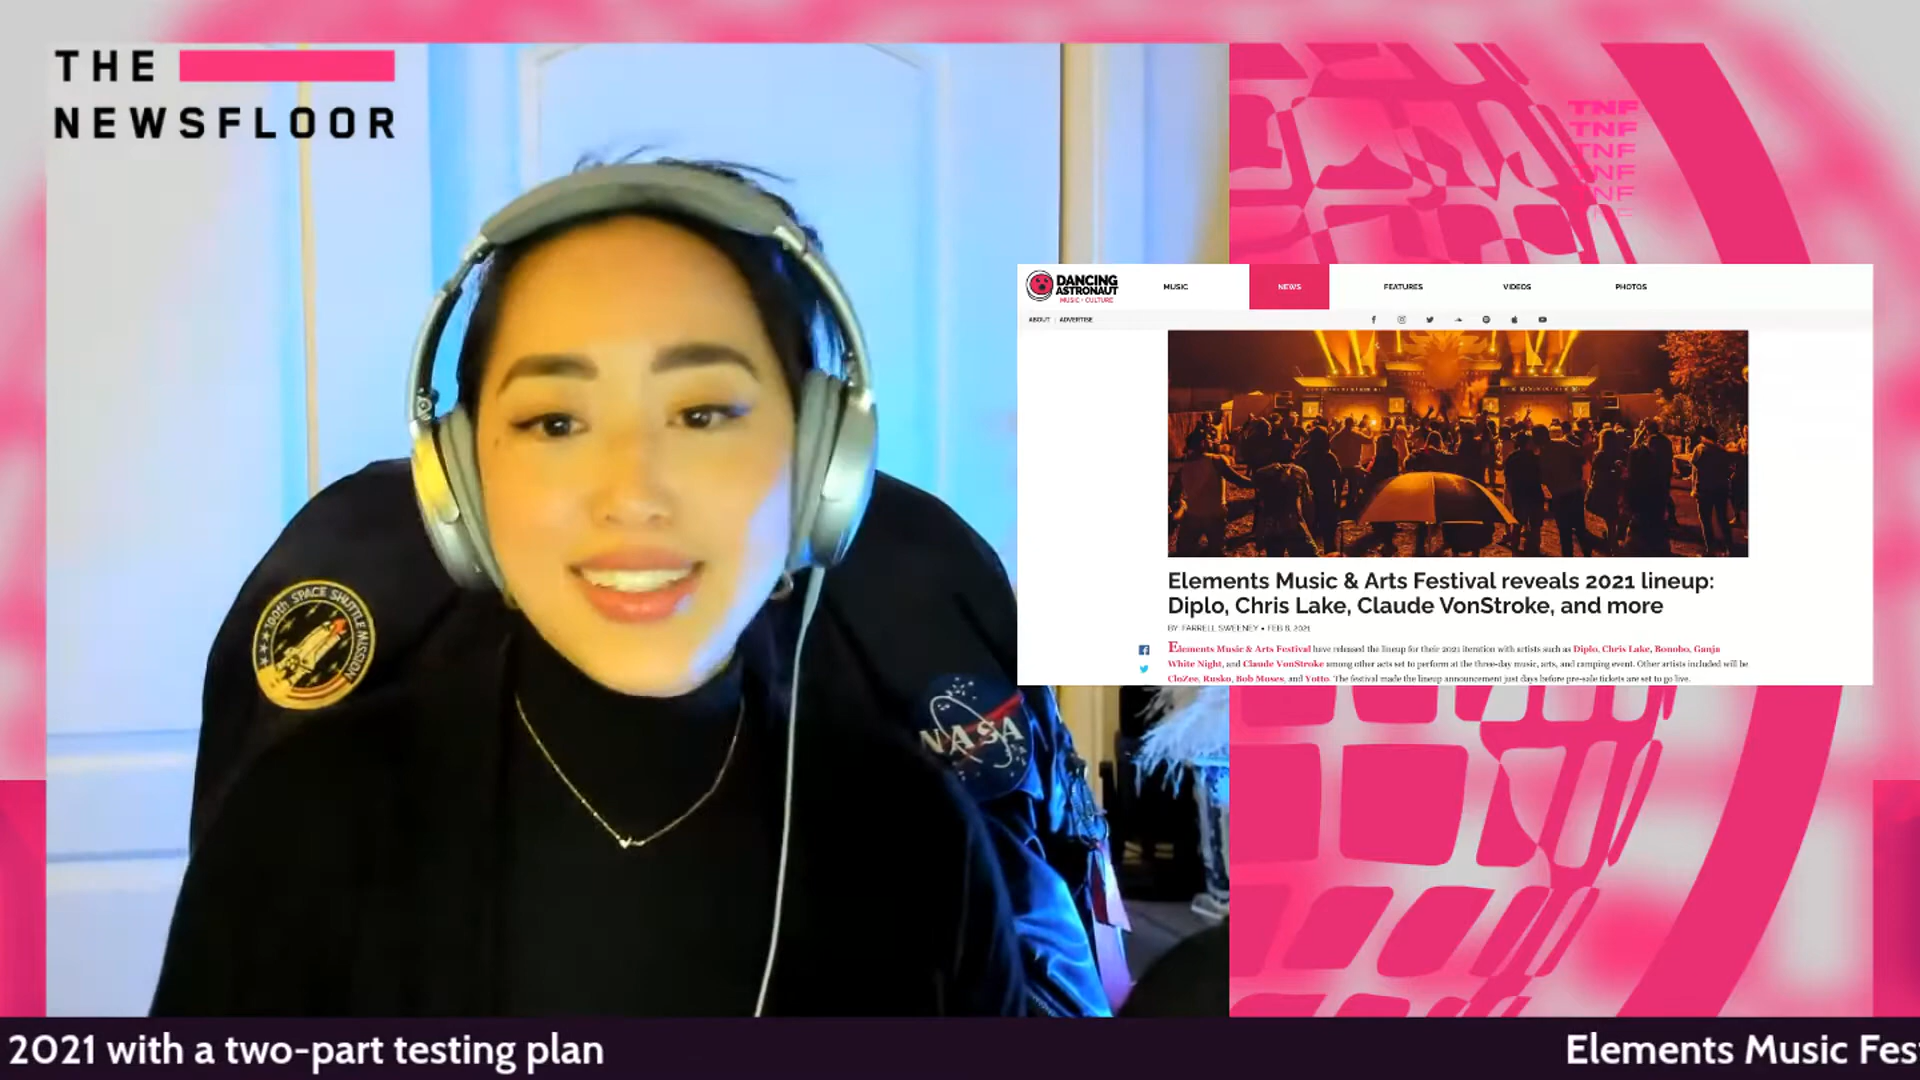 THE
NEWSFLOOR
TNF
TNF
TNF
TNF
TNF
DANCING
ASTRONAUT
MUSIC + CULTURE
MUSIC
NEWS
FEATURES
VIDEOS
PHOTOS
ABOUT | ADVERTISE
Elements Music & Arts Festival reveals 2021 lineup:
Diplo, Chris Lake, Claude VonStroke, and more
BY: FARRELL SWEENEY • FEB 8, 2021
Elements Music & Arts Festival have released the lineup for their 2021 iteration with artists such as Diplo, Chris Lake, Bonobo, Ganja
White Night, and Claude VonStroke among other acts set to perform at the three-day music, arts, and camping event. Other artists included will be
CloZee, Rusko, Bob Moses, and Yotto. The festival made the lineup announcement just days before pre-sale tickets are set to go live.
100th SPACE SHUTTLE MISSION
NASA
2021 with a two-part testing plan
Elements Music Fes